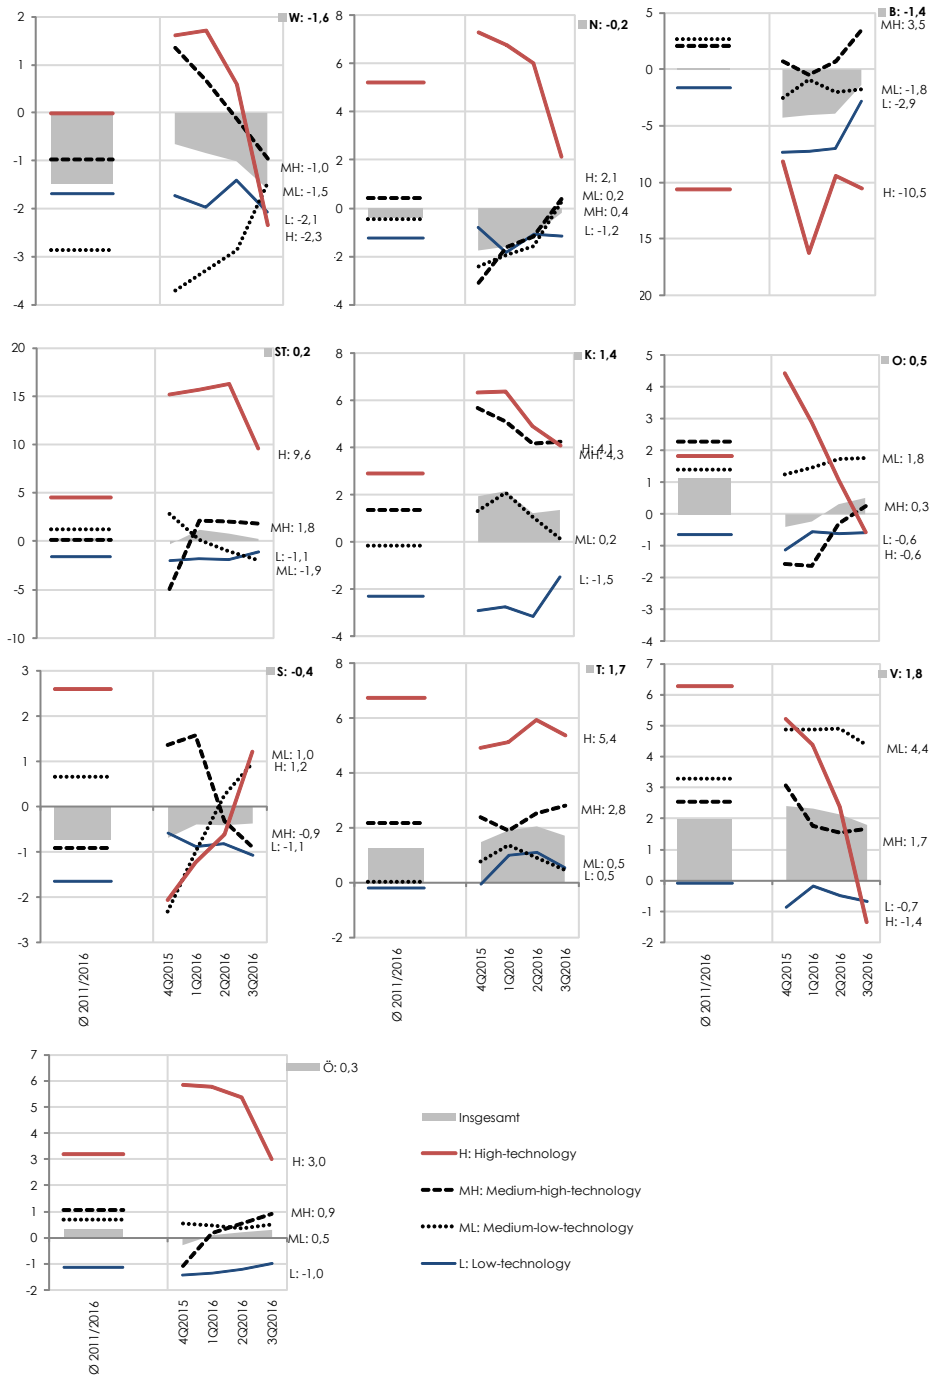 W: -1,6
2
1
0
-1
-2
-3
-4
MH: -1,0
ML: -1,5
L: -2,1
H: -2,3
N: -0,2
8
6
4
2
0
-2
-4
H: 2,1
ML: 0,2
MH: 0,4
L: -1,2
B: -1,4
5
0
-5
10
15
20
MH: 3,5
ML: -1,8
L: -2,9
H: -10,5
ST: 0,2
20
15
10
5
0
-5
-10
H: 9,6
MH: 1,8
L: -1,1
ML: -1,9
K: 1,4
8
6
4
2
0
-2
-4
H: 4,1
MH: 4,3
ML: 0,2
L: -1,5
O: 0,5
5
4
3
2
1
0
-1
-2
-3
-4
ML: 1,8
MH: 0,3
L: -0,6
H: -0,6
S: -0,4
3
2
1
0
-1
-2
-3
ML: 1,0
H: 1,2
MH: -0,9
L: -1,1
Ø 2011/2016
4Q2015
1Q2016
2Q2016
3Q2016
T: 1,7
8
6
4
2
0
-2
H: 5,4
MH: 2,8
ML: 0,5
L: 0,5
Ø 2011/2016
4Q2015
1Q2016
2Q2016
3Q2016
V: 1,8
7
6
5
4
3
2
1
0
-1
-2
ML: 4,4
MH: 1,7
L: -0,7
H: -1,4
Ø 2011/2016
4Q2015
1Q2016
2Q2016
3Q2016
Ö: 0,3
7
6
5
4
3
2
1
0
-1
-2
H: 3,0
MH: 0,9
ML: 0,5
L: -1,0
Ø 2011/2016
4Q2015
1Q2016
2Q2016
3Q2016
Insgesamt
H: High-technology
MH: Medium-high-technology
ML: Medium-low-technology
L: Low-technology